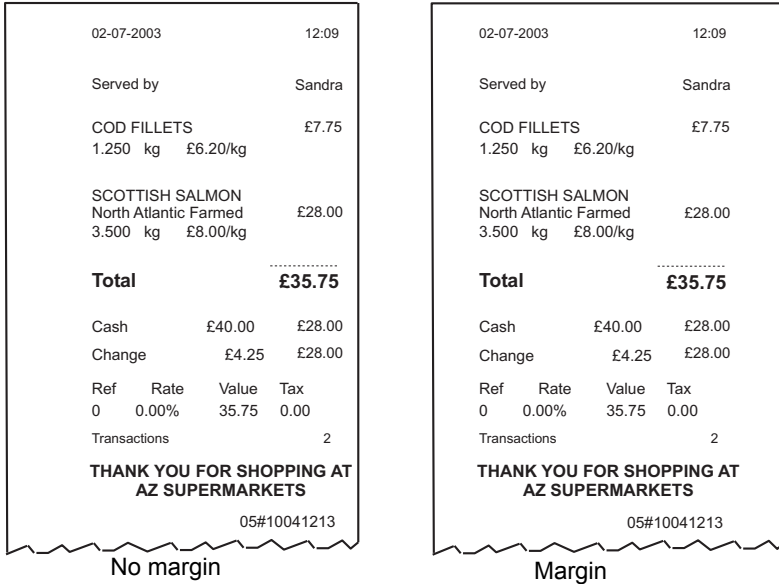 02-07-2003 12:09
Served by Sandra
COD FILLETS £7.75
1.250 kg £6.20/kg
SCOTTISH SALMON
North Atlantic Farmed £28.00
3.500 kg £8.00/kg
Total £35.75
Cash £40.00 £28.00
Change £4.25 £28.00
Ref Rate Value Tax
0 0.00% 35.75 0.00
Transactions 2
THANK YOU FOR SHOPPING AT
AZ SUPERMARKETS
05#10041213
No margin
02-07-2003 12:09
Served by Sandra
COD FILLETS £7.75
1.250 kg £6.20/kg
SCOTTISH SALMON
North Atlantic Farmed £28.00
3.500 kg £8.00/kg
Total £35.75
Cash £40.00 £28.00
Change £4.25 £28.00
Ref Rate Value Tax
0 0.00% 35.75 0.00
Transactions 2
THANK YOU FOR SHOPPING AT
AZ SUPERMARKETS
05#10041213
Margin